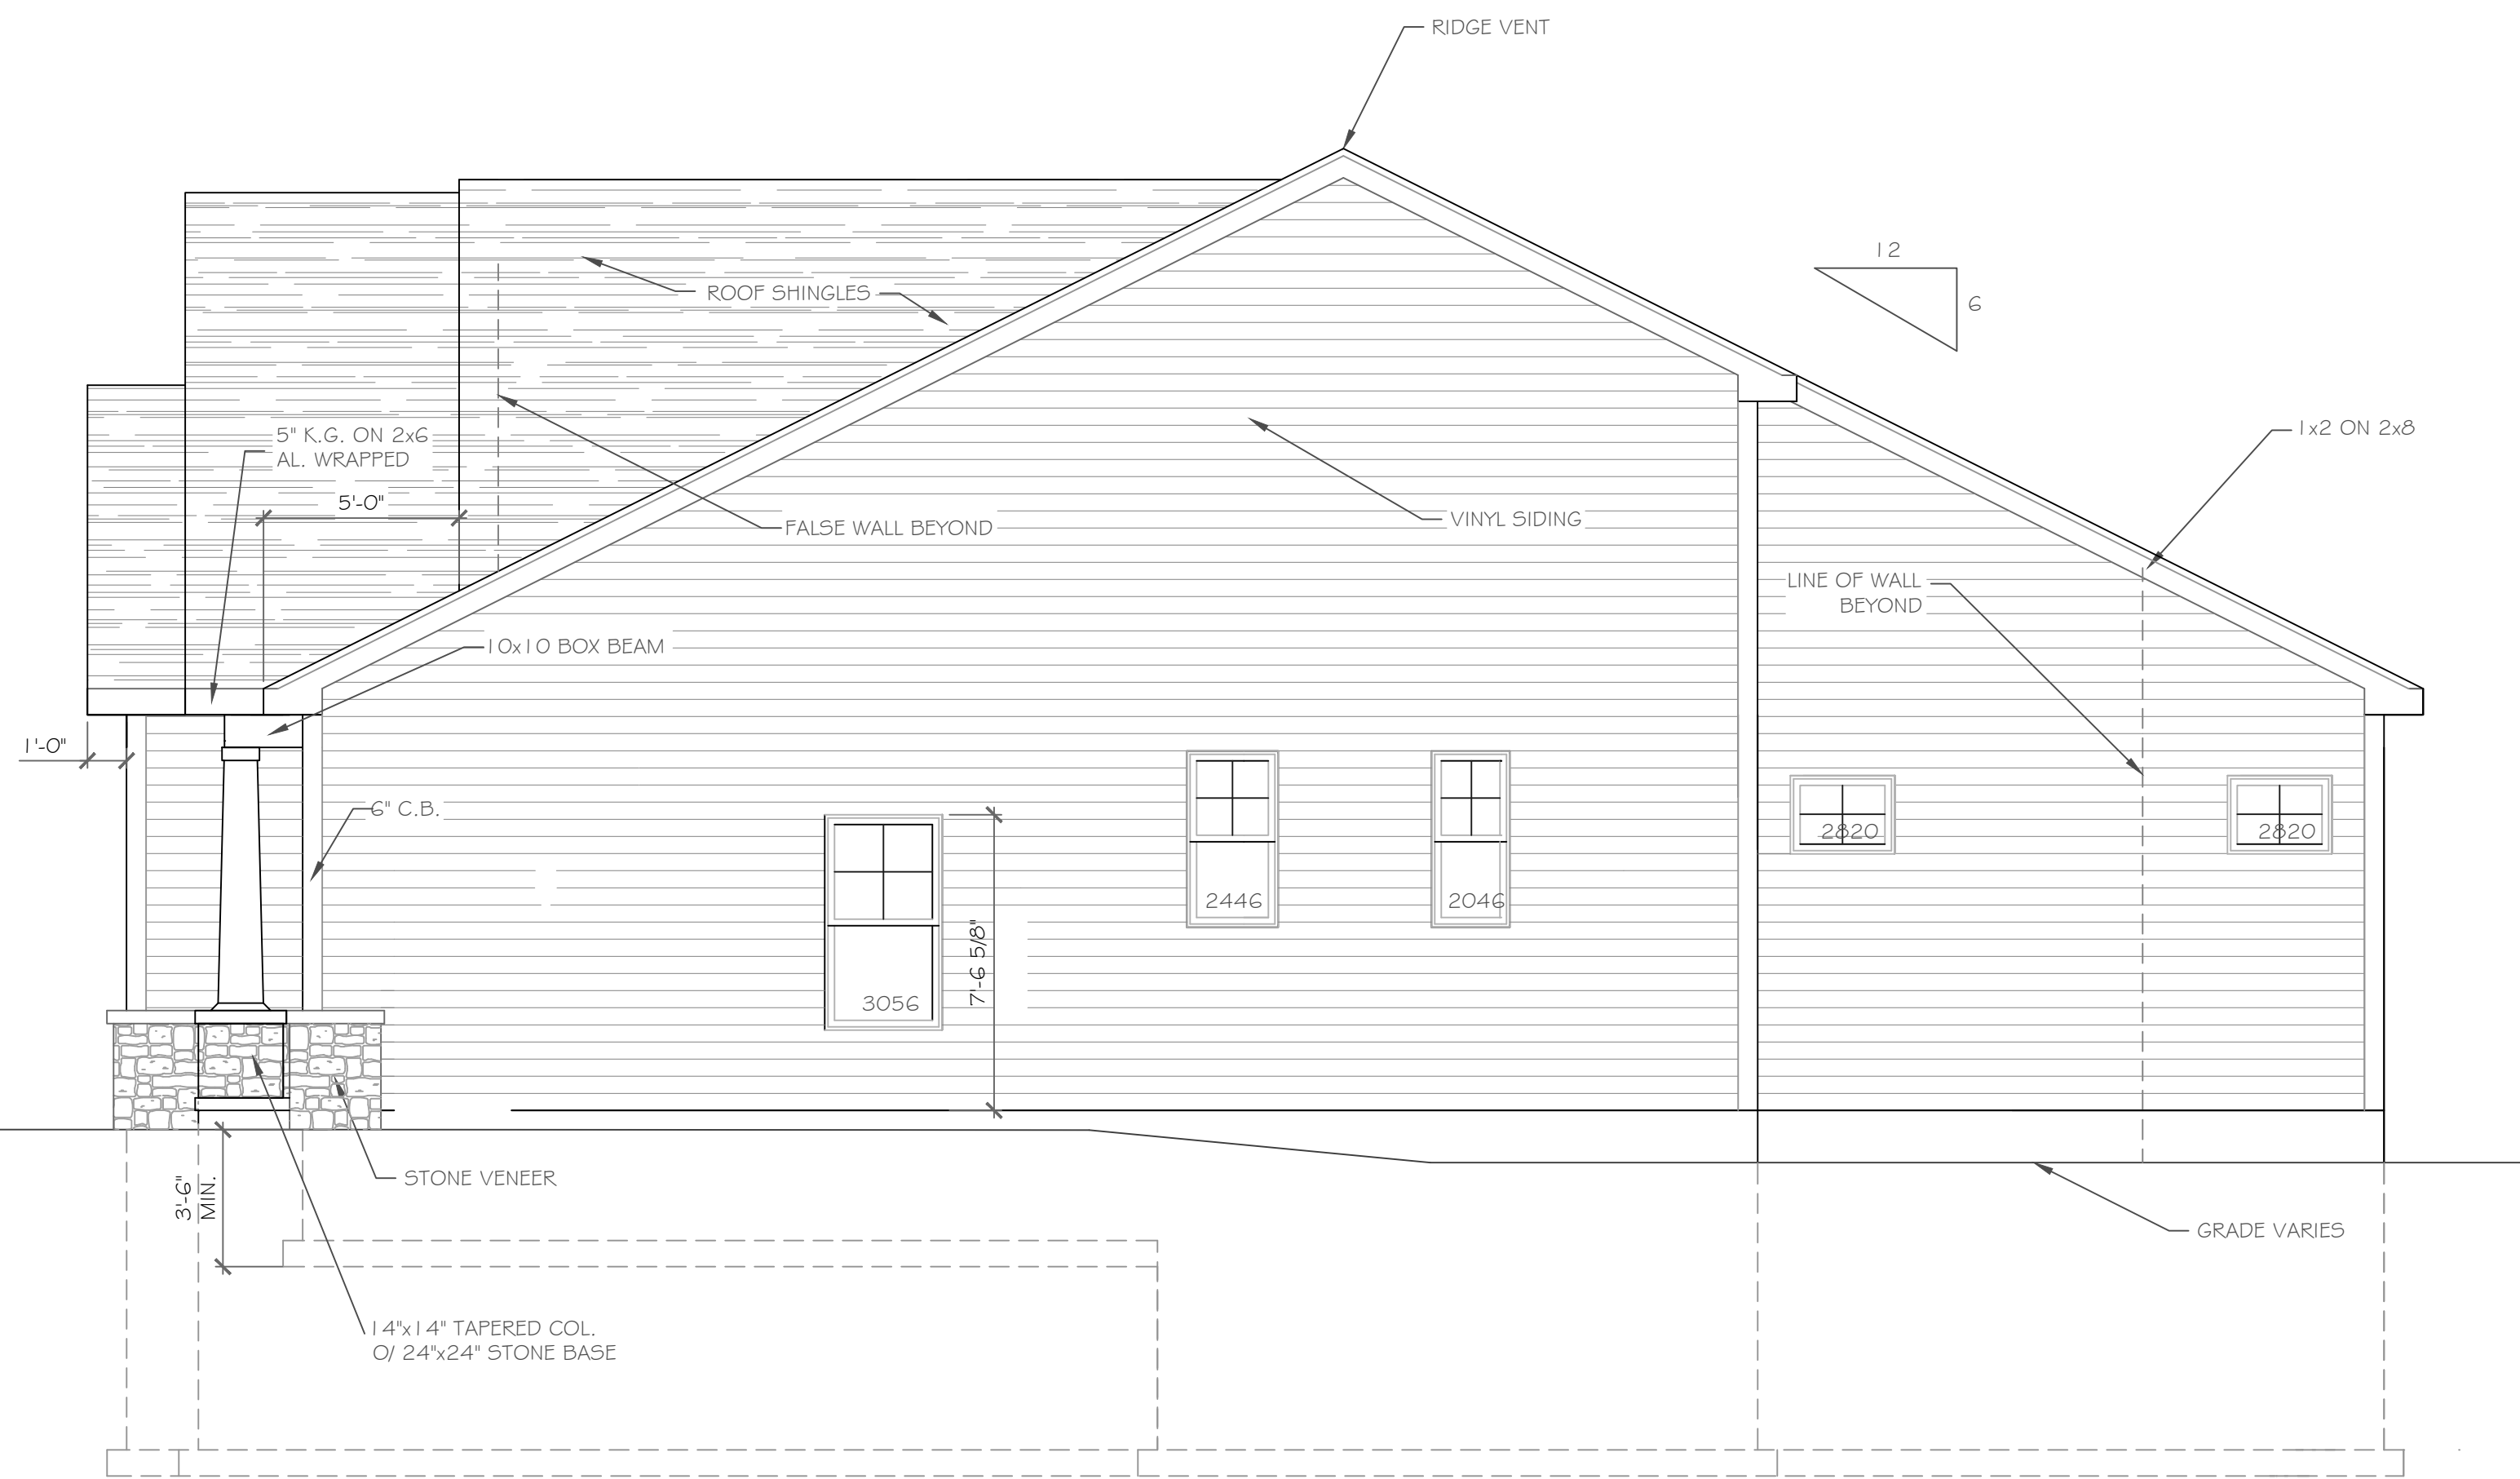 RIDGE VENT
12
6
ROOF SHINGLES
5" K.G. ON 2x6
AL. WRAPPED
1x2 ON 2x8
5'-0"
FALSE WALL BEYOND
VINYL SIDING
LINE OF WALL
BEYOND
10x10 BOX BEAM
1'-0"
6" C.B.
2820
2820
2446
2046
7'-6 5/8"
3056
STONE VENEER
3'-6"
MIN.
GRADE VARIES
14"x14" TAPERED COL.
O/ 24"x24" STONE BASE